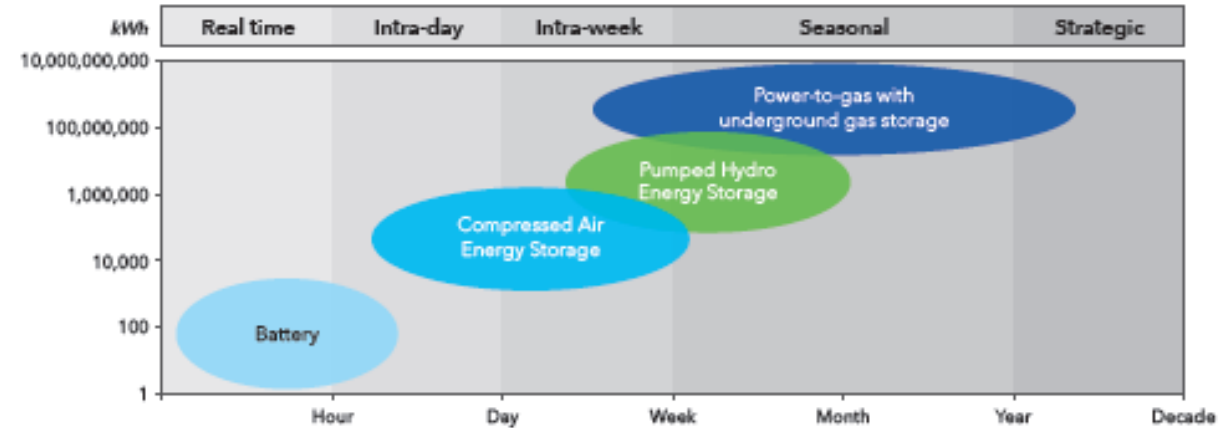 kWh Real time Intra-day Intra-week Seasonal Strategic
10,000,000,000
Power-to-gas with
underground gas storage
100,000,000
Pumped Hydro
Energy Storage
1,000,000
Compressed Air
Energy Storage
10,000
100
Battery
1
Hour Day Week Month Year Decade